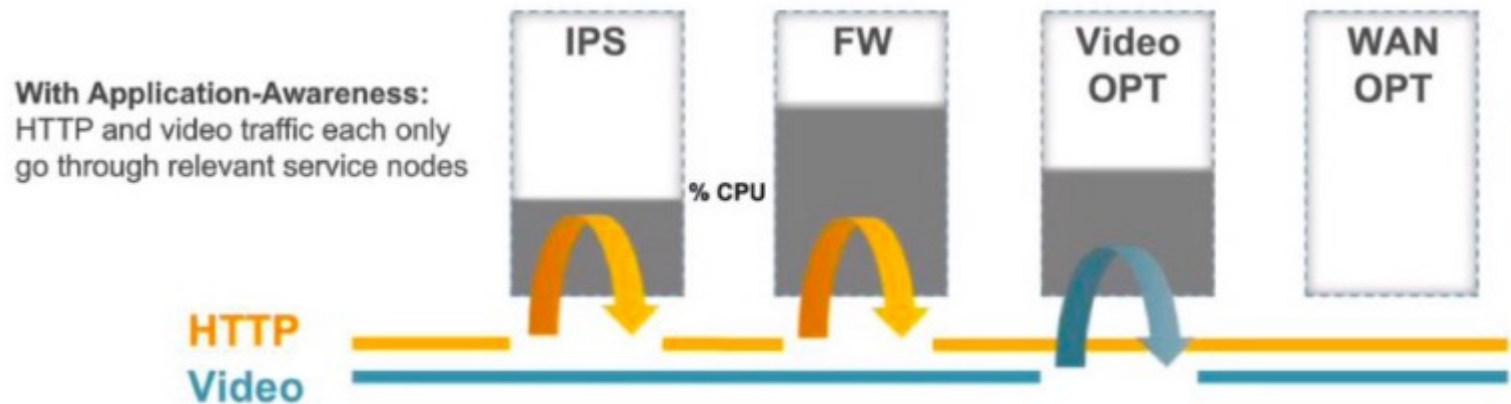 With Application-Awareness:
HTTP and video traffic each only
go through relevant service nodes
IPS
FW
Video
OPT
WAN
OPT
% CPU
HTTP
Video